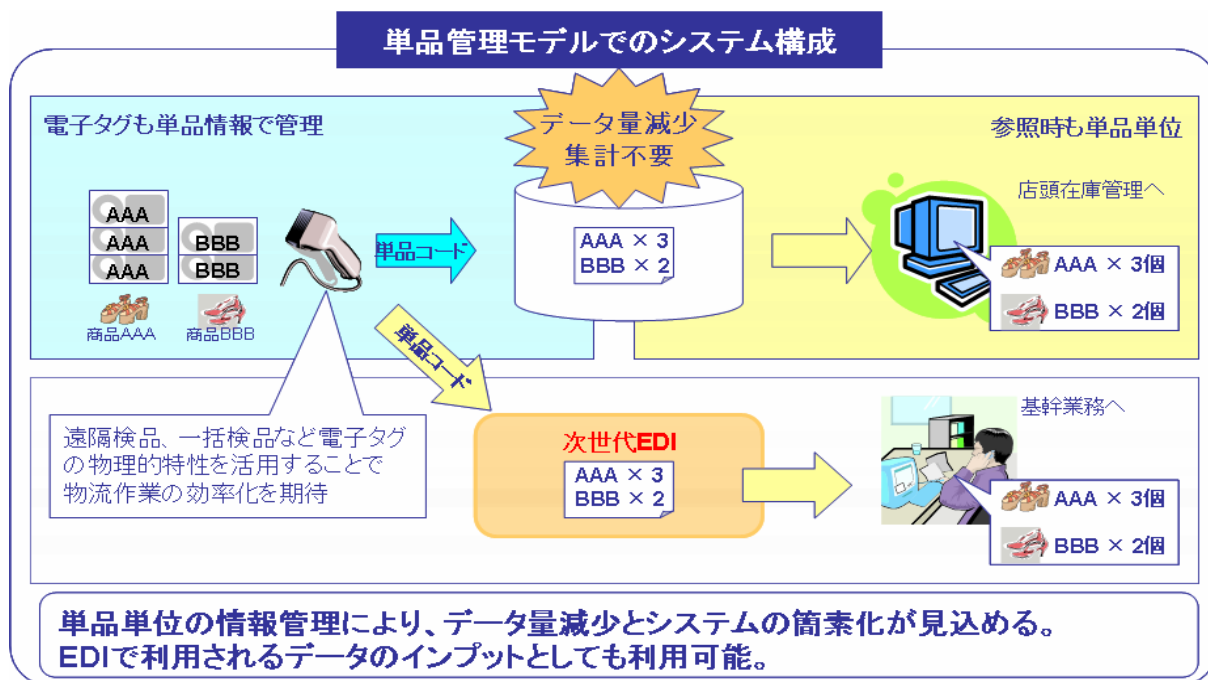 単品管理モデルでのシステム構成
電子タグも単品情報で管理
データ量減少
集計不要
参照時も単品単位
店頭在庫管理へ
AAA
AAA
AAA
BBB
BBB
商品AAA
商品BBB
単品コード
AAA × 3
BBB × 2
AAA × 3個
BBB × 2個
単品コード
遠隔検品、一括検品など電子タグ
の物理的特性を活用することで
物流作業の効率化を期待
次世代EDI
AAA × 3
BBB × 2
基幹業務へ
AAA × 3個
BBB × 2個
単品単位の情報管理により、データ量減少とシステムの簡素化が見込める。
EDIで利用されるデータのインプットとしても利用可能。